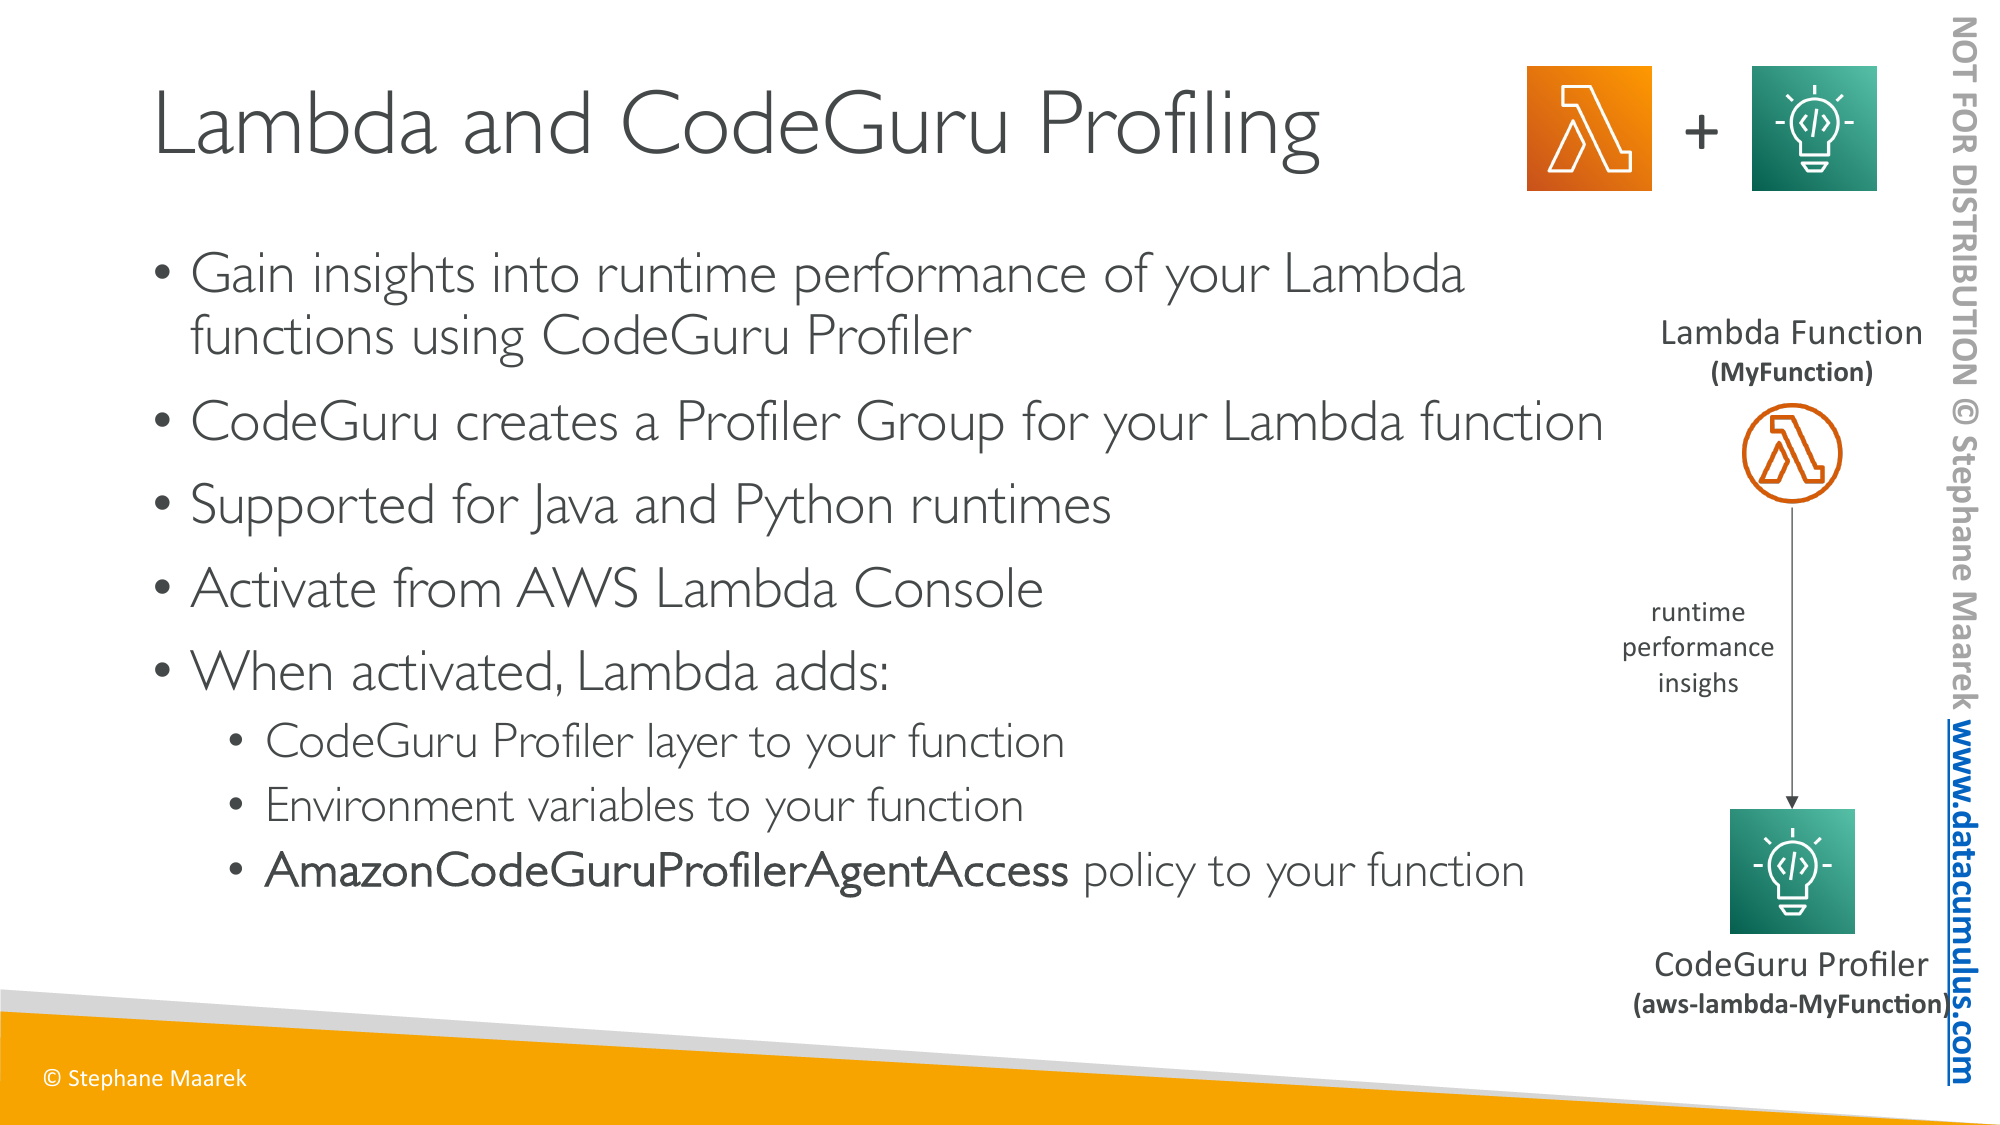 Lambda and CodeGuru Profiling
+
• Gain insights into runtime performance of your Lambda
functions using CodeGuru Profiler
• CodeGuru creates a Profiler Group for your Lambda function
• Supported for Java and Python runtimes
• Activate from AWS Lambda Console
• When activated, Lambda adds:
• CodeGuru Profiler layer to your function
• Environment variables to your function
• AmazonCodeGuruProfilerAgentAccess policy to your function
Lambda Function
(MyFunction)
runtime
performance
insighs
CodeGuru Profiler
(aws-lambda-MyFunction)
© Stephane Maarek
NOT FOR DISTRIBUTION © Stephane Maarek www.datacumulus.com